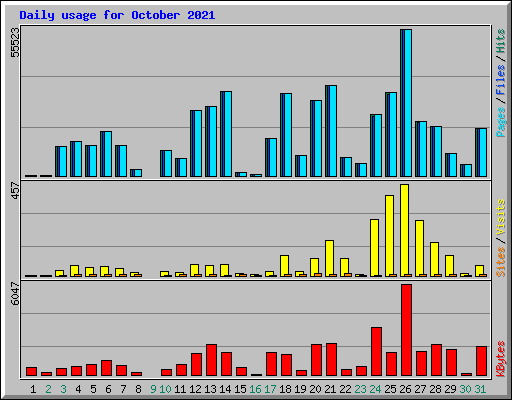 Daily usage for October 2021
55523
Pages/Files/Hits
457
Sites/Visits
6047
KBytes
1 2 3 4 5 6 7 8 9 10 11 12 13 14 15 16 17 18 19 20 21 22 23 24 25 26 27 28 29 30 31